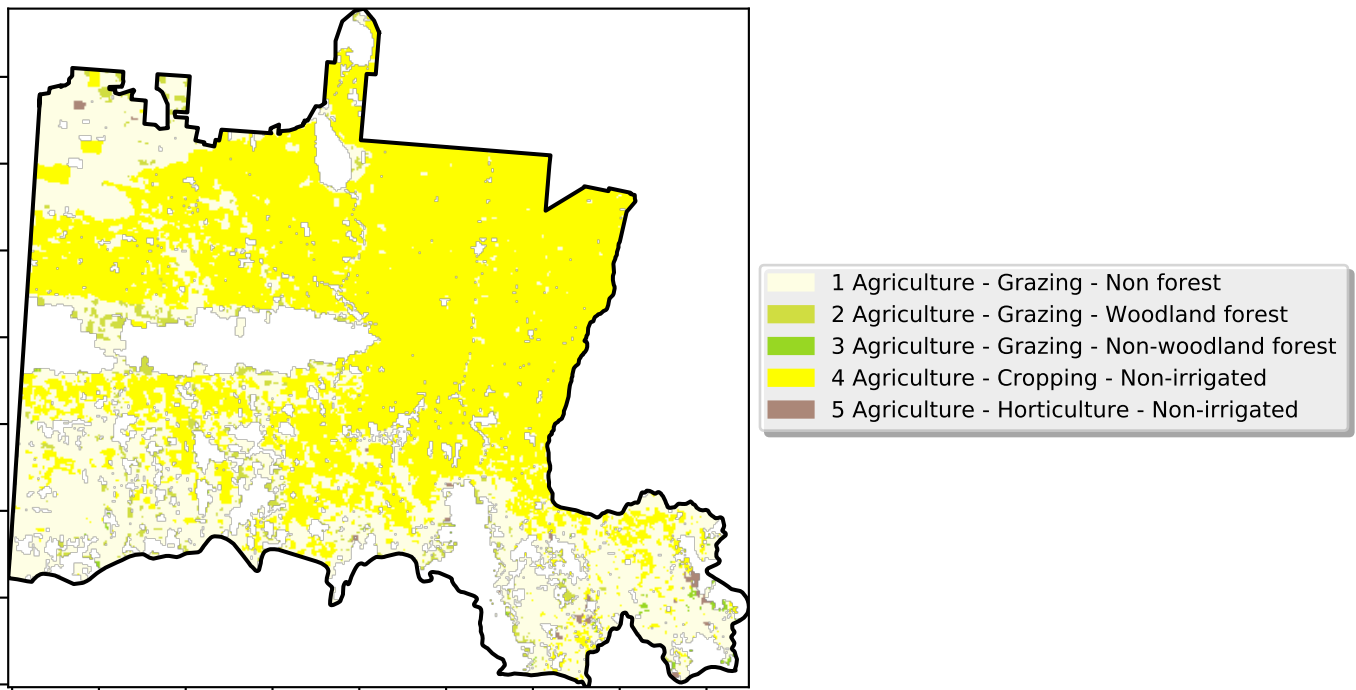 1 Agriculture - Grazing - Non forest
2 Agriculture - Grazing - Woodland forest
3 Agriculture - Grazing - Non-woodland forest
4 Agriculture - Cropping - Non-irrigated
5 Agriculture - Horticulture - Non-irrigated